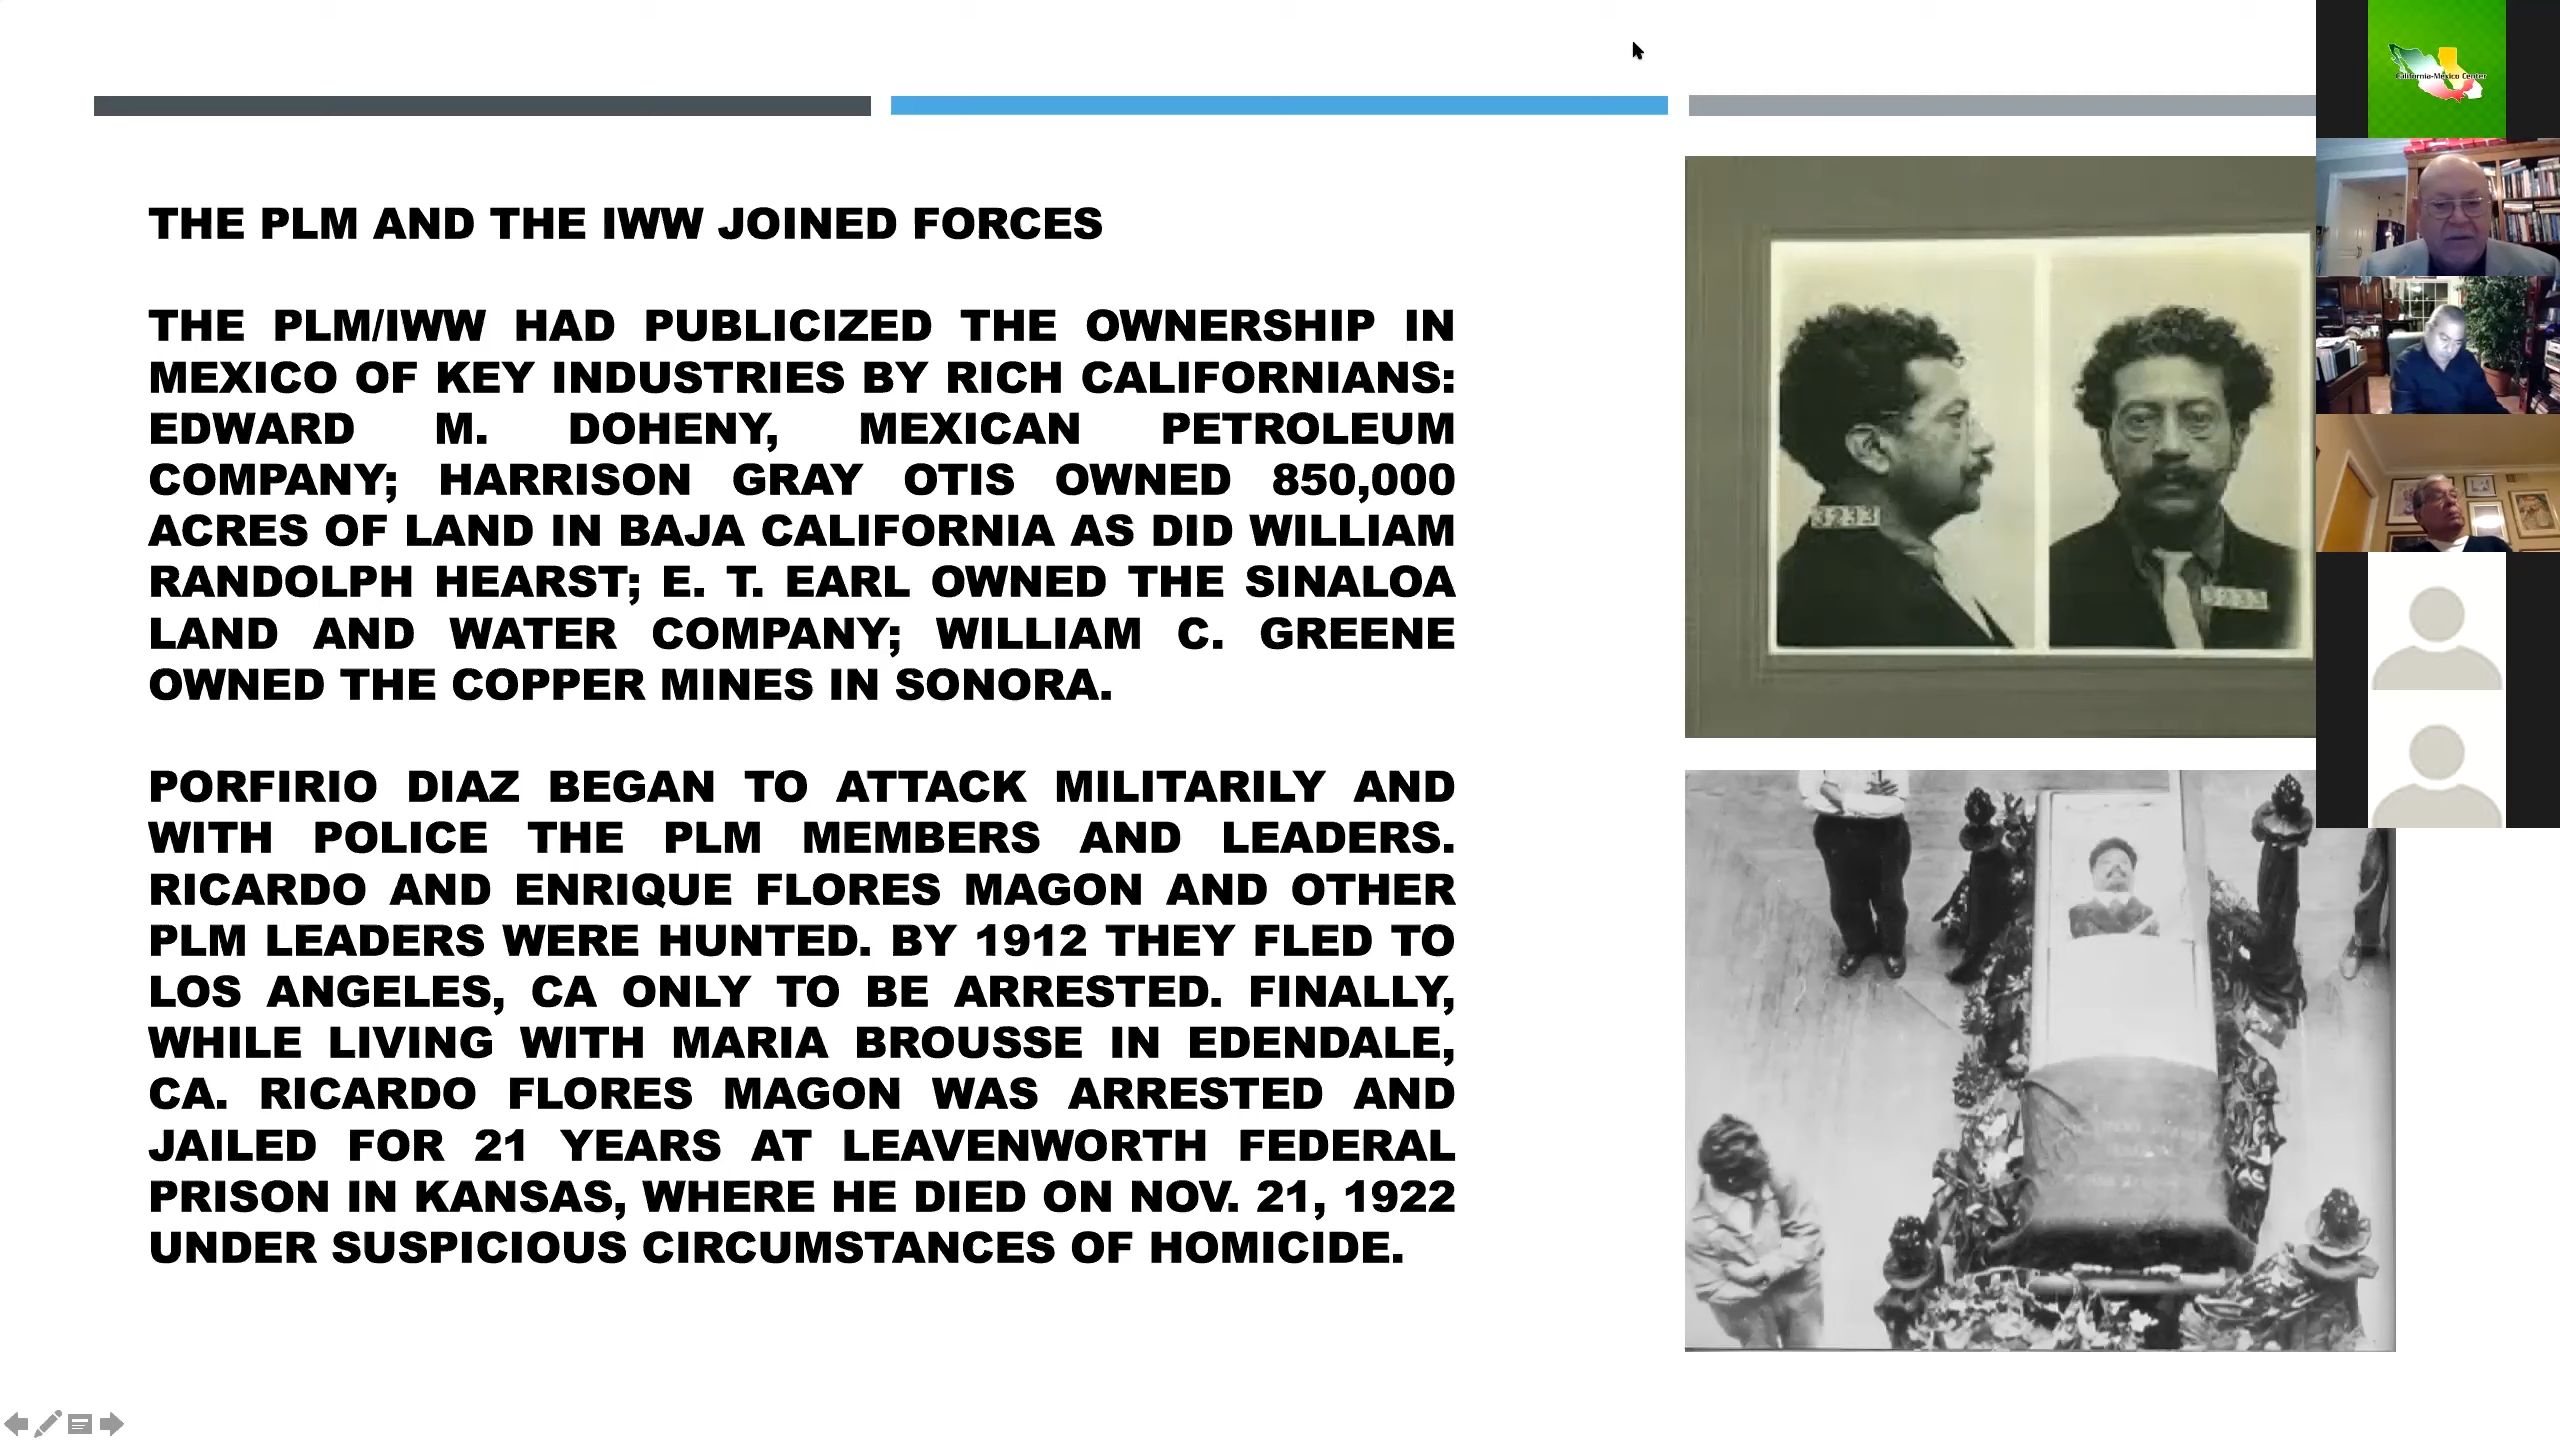 THE PLM AND THE IWW JOINED FORCES
THE PLM/IWW HAD PUBLICIZED THE OWNERSHIP IN
MEXICO OF KEY INDUSTRIES BY RICH CALIFORNIANS:
EDWARD M. DOHENY, MEXICAN PETROLEUM
COMPANY; HARRISON GRAY OTIS OWNED 850,000
ACRES OF LAND IN BAJA CALIFORNIA AS DID WILLIAM
RANDOLPH HEARST; E. T. EARL OWNED THE SINALOA
LAND AND WATER COMPANY; WILLIAM C. GREENE
OWNED THE COPPER MINES IN SONORA.
PORFIRIO DIAZ BEGAN TO ATTACK MILITARILY AND
WITH POLICE THE PLM MEMBERS AND LEADERS.
RICARDO AND ENRIQUE FLORES MAGON AND OTHER
PLM LEADERS WERE HUNTED. BY 1912 THEY FLED TO
LOS ANGELES, CA ONLY TO BE ARRESTED. FINALLY,
WHILE LIVING WITH MARIA BROUSSE IN EDENDALE,
CA. RICARDO FLORES MAGON WAS ARRESTED AND
JAILED FOR 21 YEARS AT LEAVENWORTH FEDERAL
PRISON IN KANSAS, WHERE HE DIED ON NOV. 21, 1922
UNDER SUSPICIOUS CIRCUMSTANCES OF HOMICIDE.
3233
3233
California-Mexico Center